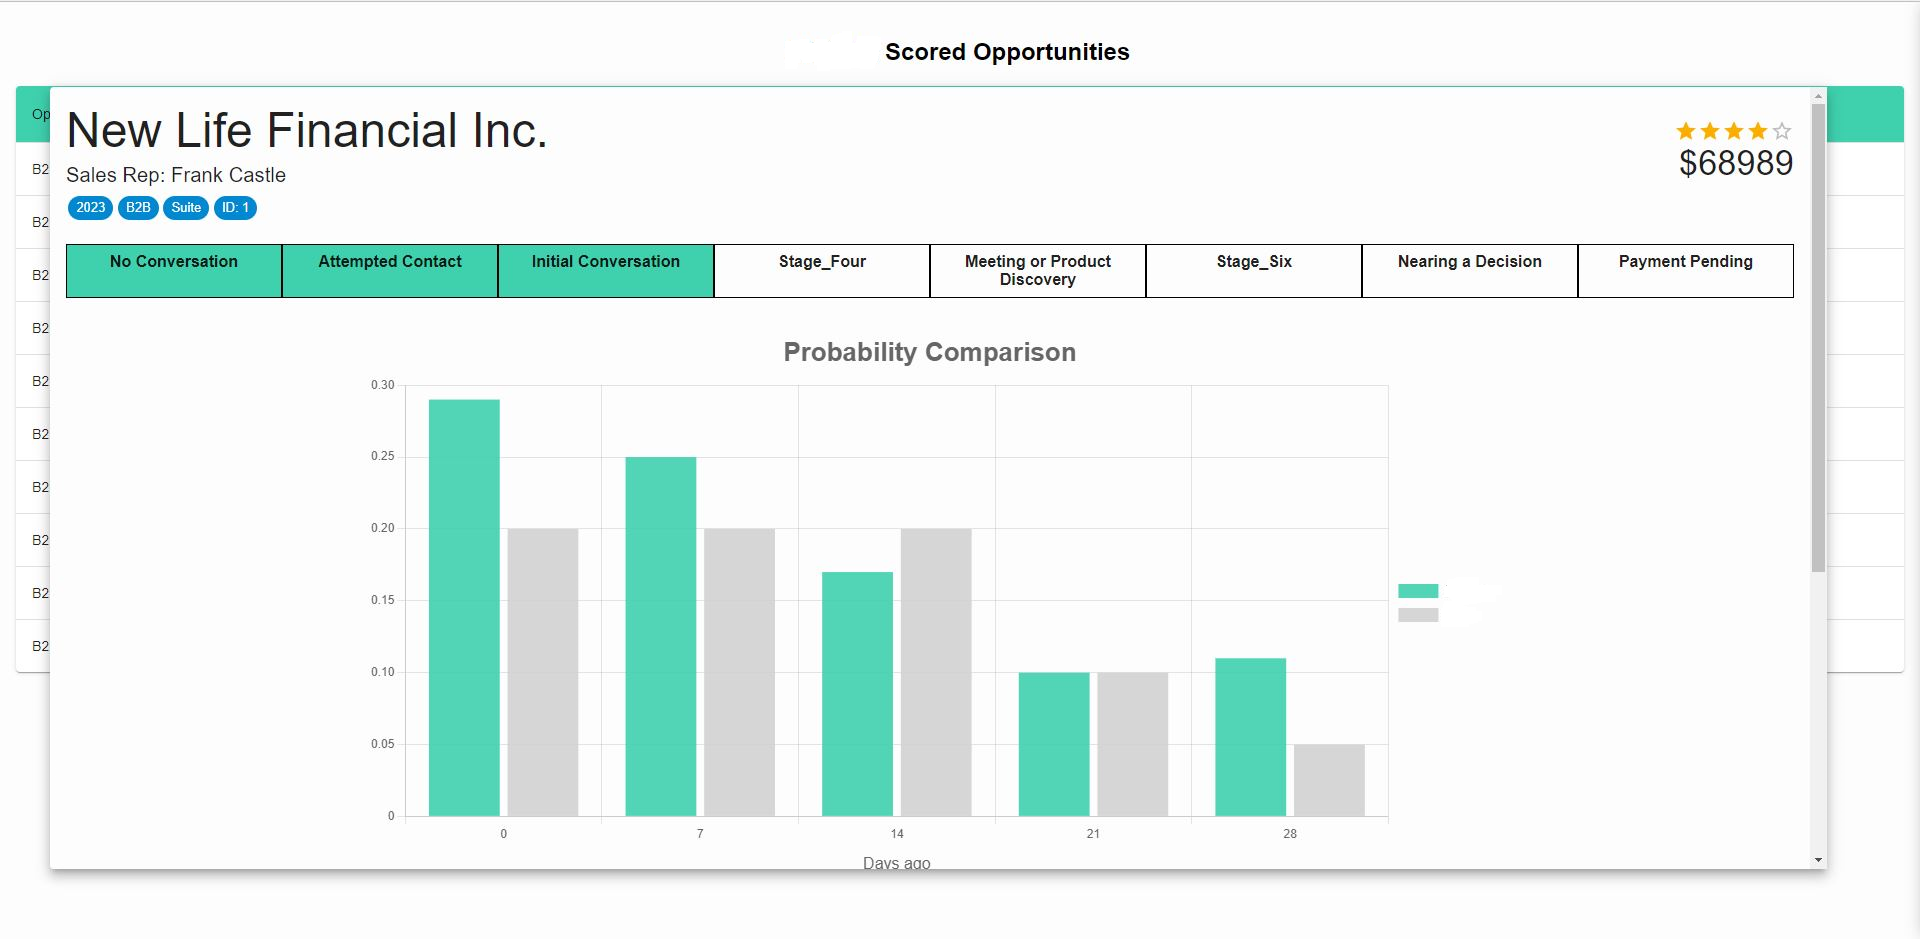 Scored Opportunities
Op
New Life Financial Inc.
$68989
Sales Rep: Frank Castle
2023 B2B Suite ID: 1
No Conversation Attempted Contact Initial Conversation Stage_Four Meeting or Product Discovery Stage_Six Nearing a Decision Payment Pending
Probability Comparison
0.30
0.25
0.20
0.15
0.10
0.05
0
0 7 14 21 28
Days ago
B2
B2
B2
B2
B2
B2
B2
B2
B2
B2